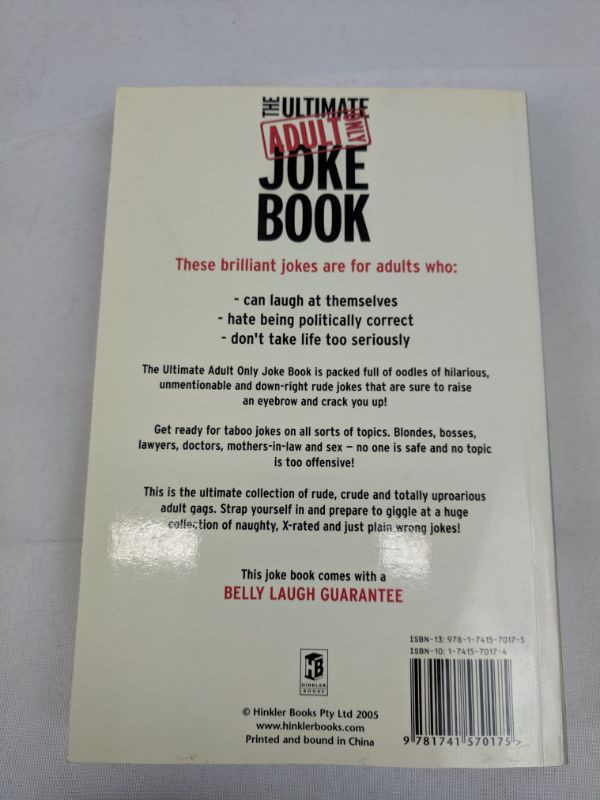 THE ULTIMATE
ADULT ONLY
JOKE
BOOK
These brilliant jokes are for adults who:
- can laugh at themselves
- hate being politically correct
- don't take life too seriously
The Ultimate Adult Only Joke Book is packed full of oodles of hilarious,
unmentionable and down-right rude jokes that are sure to raise
an eyebrow and crack you up!
Get ready for taboo jokes on all sorts of topics. Blondes, bosses,
lawyers, doctors, mothers-in-law and sex – no one is safe and no topic
is too offensive!
This is the ultimate collection of rude, crude and totally uproarious
adult gags. Strap yourself in and prepare to giggle at a huge
collection of naughty, X-rated and just plain wrong jokes!
This joke book comes with a
BELLY LAUGH GUARANTEE
ISBN-13: 978-1-7415-7017-5
ISBN-10: 1-7415-7017-4
HB
HINKLER
BOOKS
© Hinkler Books Pty Ltd 2005
www.hinklerbooks.com
Printed and bound in China
9 781741 570175 >